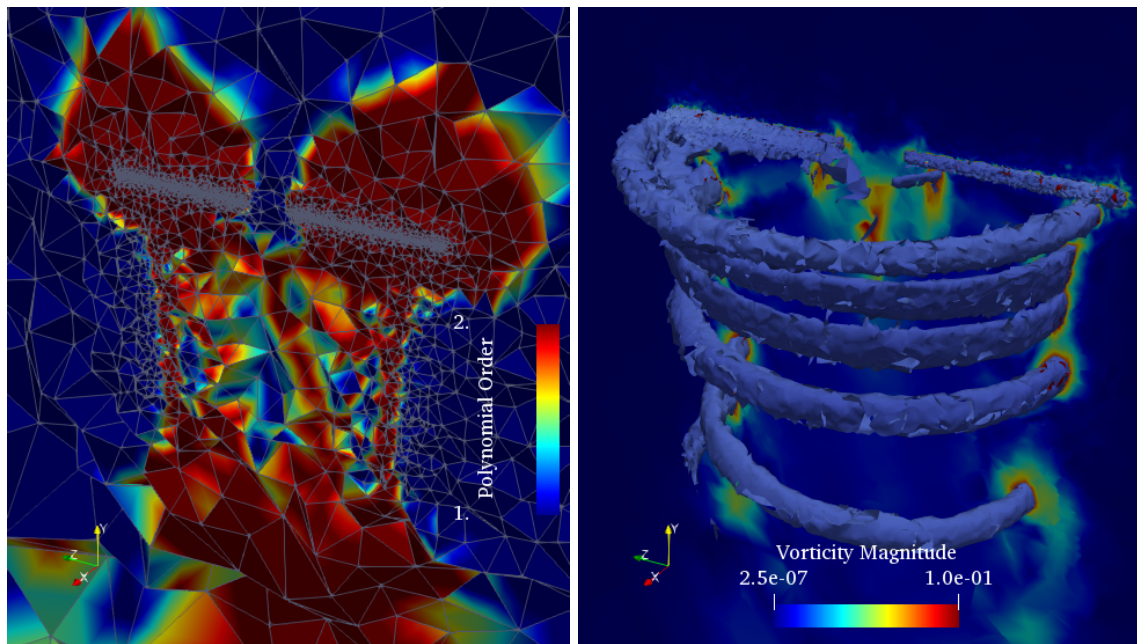 2.
Polynomial Order
1.
Y
Z
X
Y
Z
X
Vorticity Magnitude
2.5e-07 1.0e-01